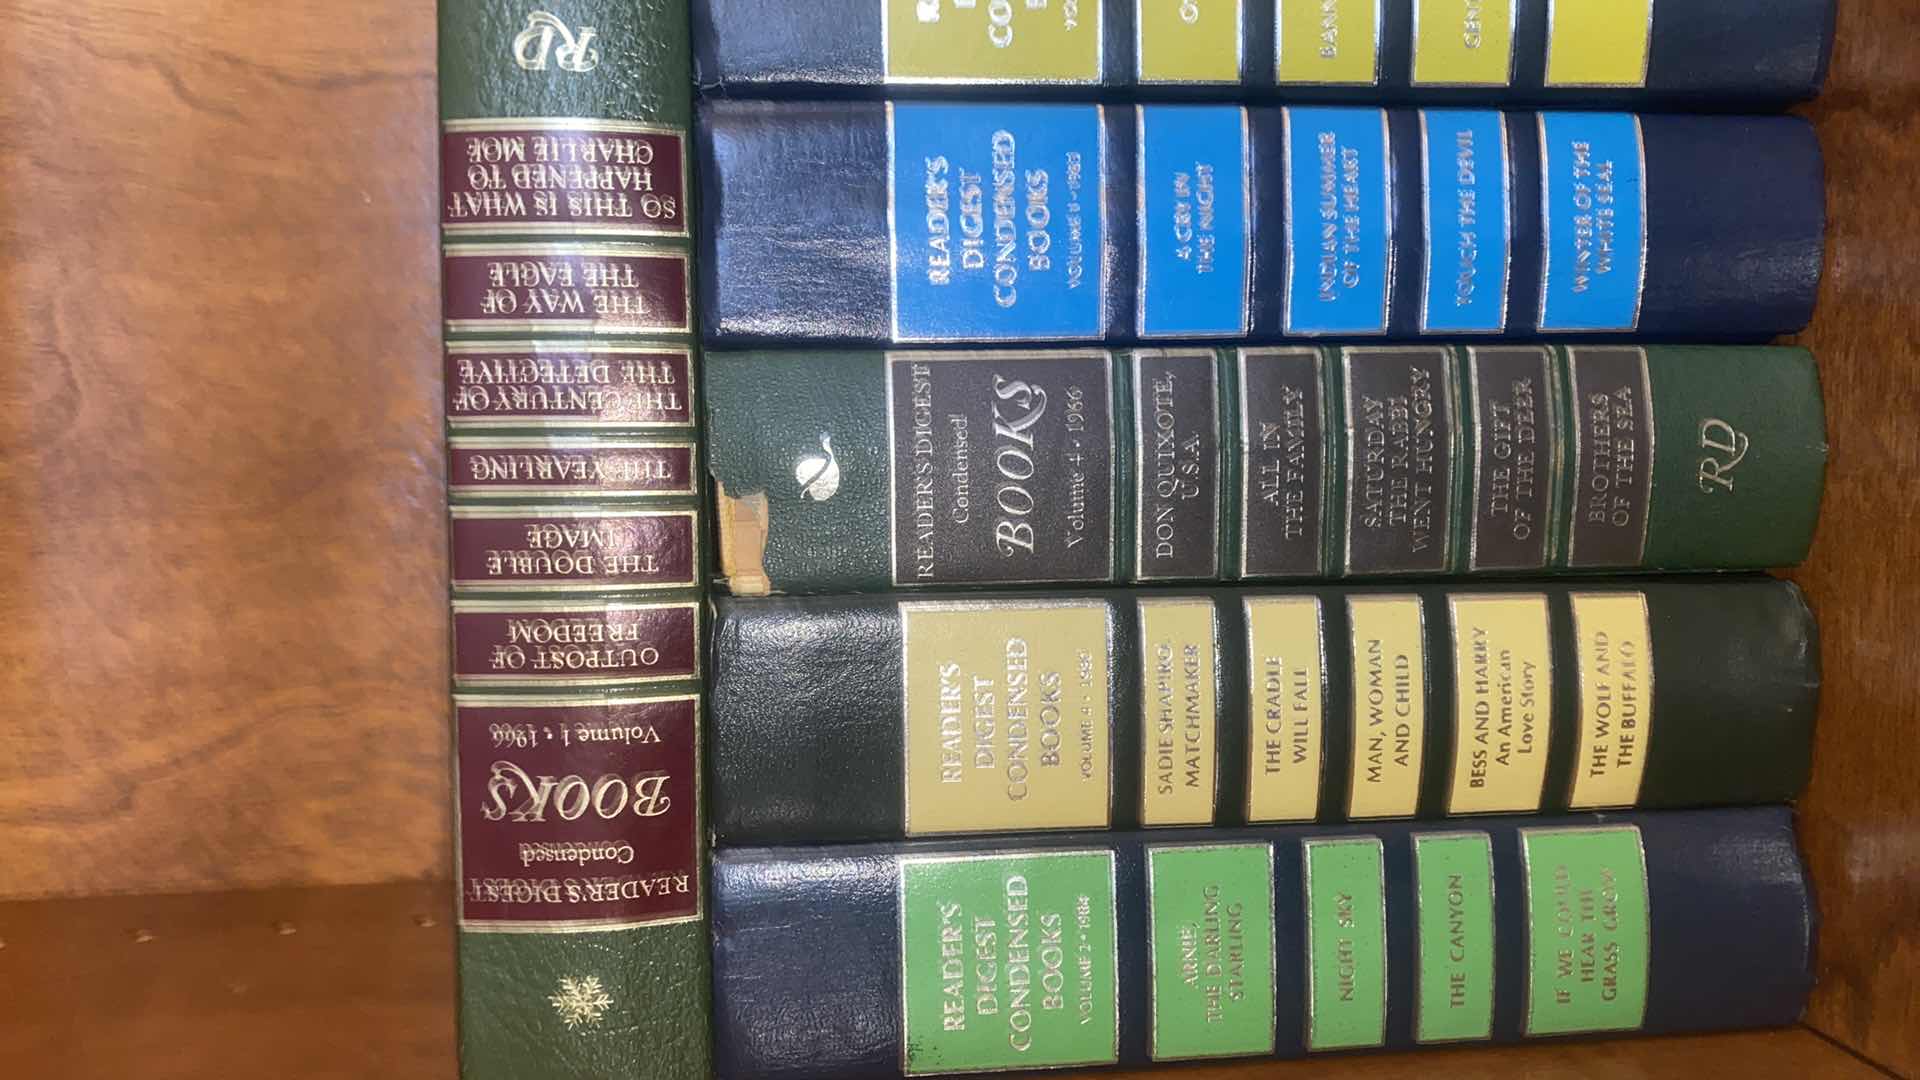 READER'S DIGEST
Condensed
BOOKS
Volume 1 • 1966
OUTPOST OF
FREEDOM
THE DOUBLE
IMAGE
THE YEARLING
THE CENTURY OF
THE DETECTIVE
THE WAY OF
THE EAGLE
SO THIS IS WHAT
HAPPENED TO
CHARLIE MOE
RD
READER'S
DIGEST
CONDENSED
BOOKS
A CRY IN
THE NIGHT
INDIAN SUMMER
OF THE HEART
TOUCH THE DEVIL
WINTER OF THE
WHITE SEAL
READER'S DIGEST
Condensed
BOOKS
Volume 4 • 1966
DON QUIXOTE,
U.S.A.
ALL IN
THE FAMILY
SATURDAY
THE RABBI
WENT HUNGRY
THE GIFT
OF THE DEER
BROTHERS
OF THE SEA
RD
READER'S
DIGEST
CONDENSED
BOOKS
VOLUME 4 •
SADIE SHAPIRO,
MATCHMAKER
THE CRADLE
WILL FALL
MAN, WOMAN
AND CHILD
BESS AND HARRY
An American
Love Story
THE WOLF AND
THE BUFFALO
READER'S
DIGEST
CONDENSED
BOOKS
VOLUME 2 • 1984
ARNIE,
THE DARLING
STARLING
NIGHT SKY
THE CANYON
IF WE COULD
HEAR THE
GRASS GROW